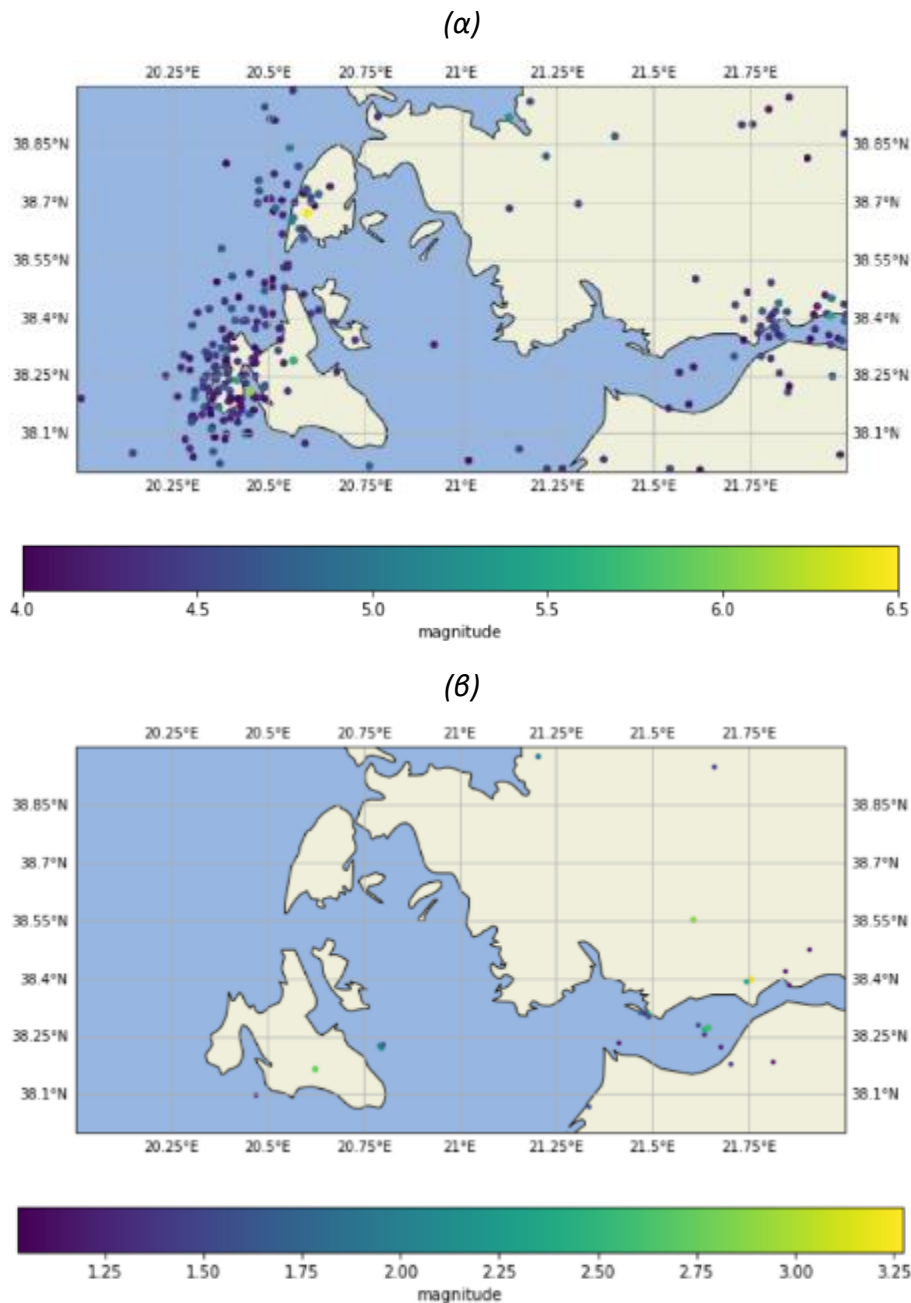 (α)
20.25°E 20.5°E 20.75°E 21°E 21.25°E 21.5°E 21.75°E
38.85°N 38.85°N
38.7°N 38.7°N
38.55°N 38.55°N
38.4°N 38.4°N
38.25°N 38.25°N
38.1°N 38.1°N
20.25°E 20.5°E 20.75°E 21°E 21.25°E 21.5°E 21.75°E
4.0 4.5 5.0 5.5 6.0 6.5
magnitude
(β)
20.25°E 20.5°E 20.75°E 21°E 21.25°E 21.5°E 21.75°E
38.85°N 38.85°N
38.7°N 38.7°N
38.55°N 38.55°N
38.4°N 38.4°N
38.25°N 38.25°N
38.1°N 38.1°N
20.25°E 20.5°E 20.75°E 21°E 21.25°E 21.5°E 21.75°E
1.25 1.50 1.75 2.00 2.25 2.50 2.75 3.00 3.25
magnitude